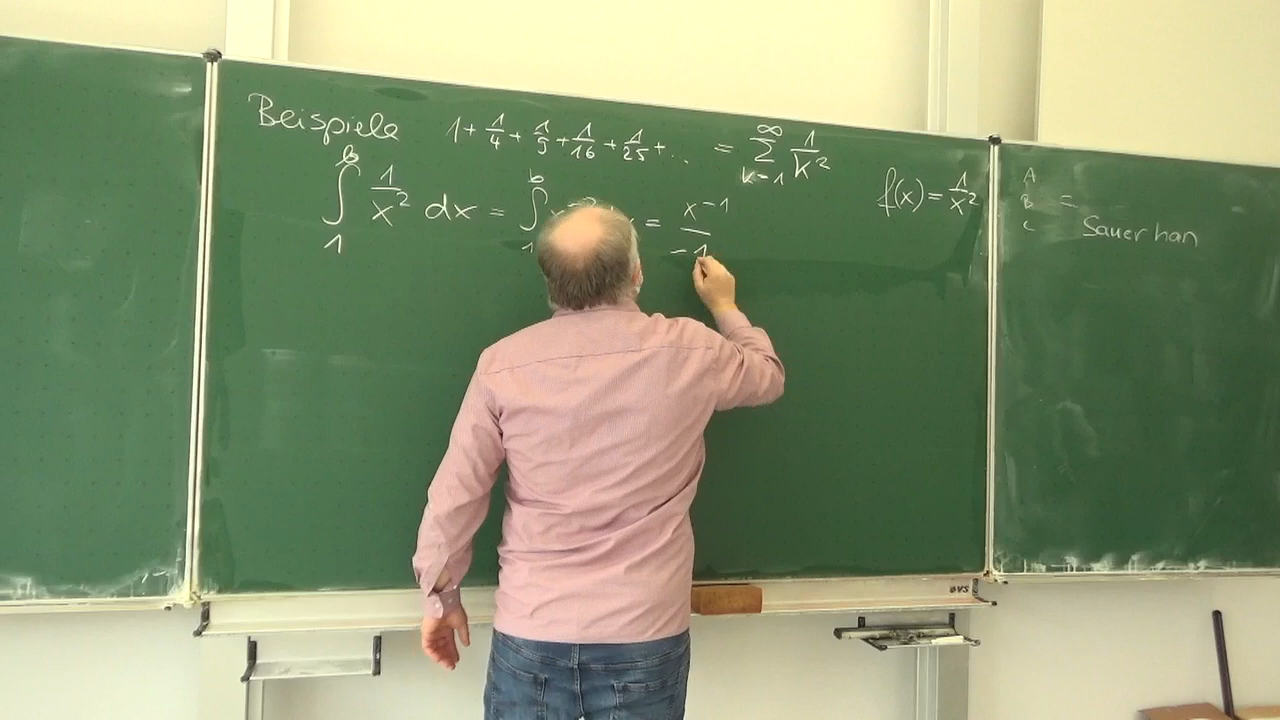 Beispiele 1 + 1/4 + 1/9 + 1/16 + 1/25 + ... = ∑_{k=1}^{∞} 1/k²
∫_1^b 1/x² dx = ∫_1^b = x⁻¹/-1
f(x) = 1/x²
A
B =
C
Sauerhan
OVS